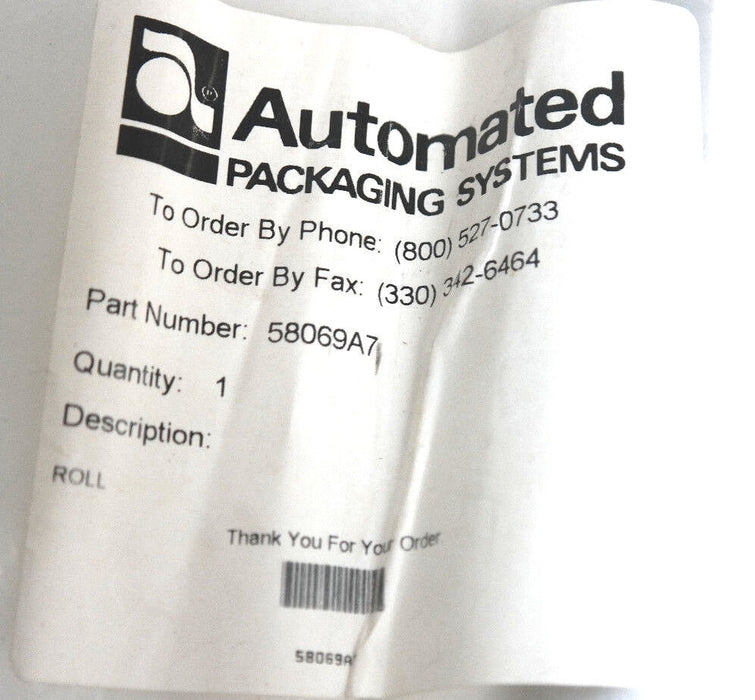 a®
Automated
PACKAGING SYSTEMS
To Order By Phone: (800) 527-0733
To Order By Fax: (330) 342-6464
Part Number: 58069A7
Quantity: 1
Description:
ROLL
Thank You For Your Order
58069A